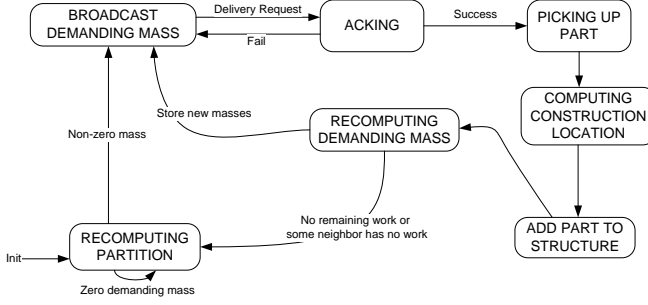 BROADCAST
DEMANDING MASS
Delivery Request
Fail
ACKING
Success
PICKING UP
PART
COMPUTING
CONSTRUCTION
LOCATION
Store new masses
RECOMPUTING
DEMANDING MASS
Non-zero mass
No remaining work or
some neighbor has no work
ADD PART TO
STRUCTURE
Init
RECOMPUTING
PARTITION
Zero demanding mass